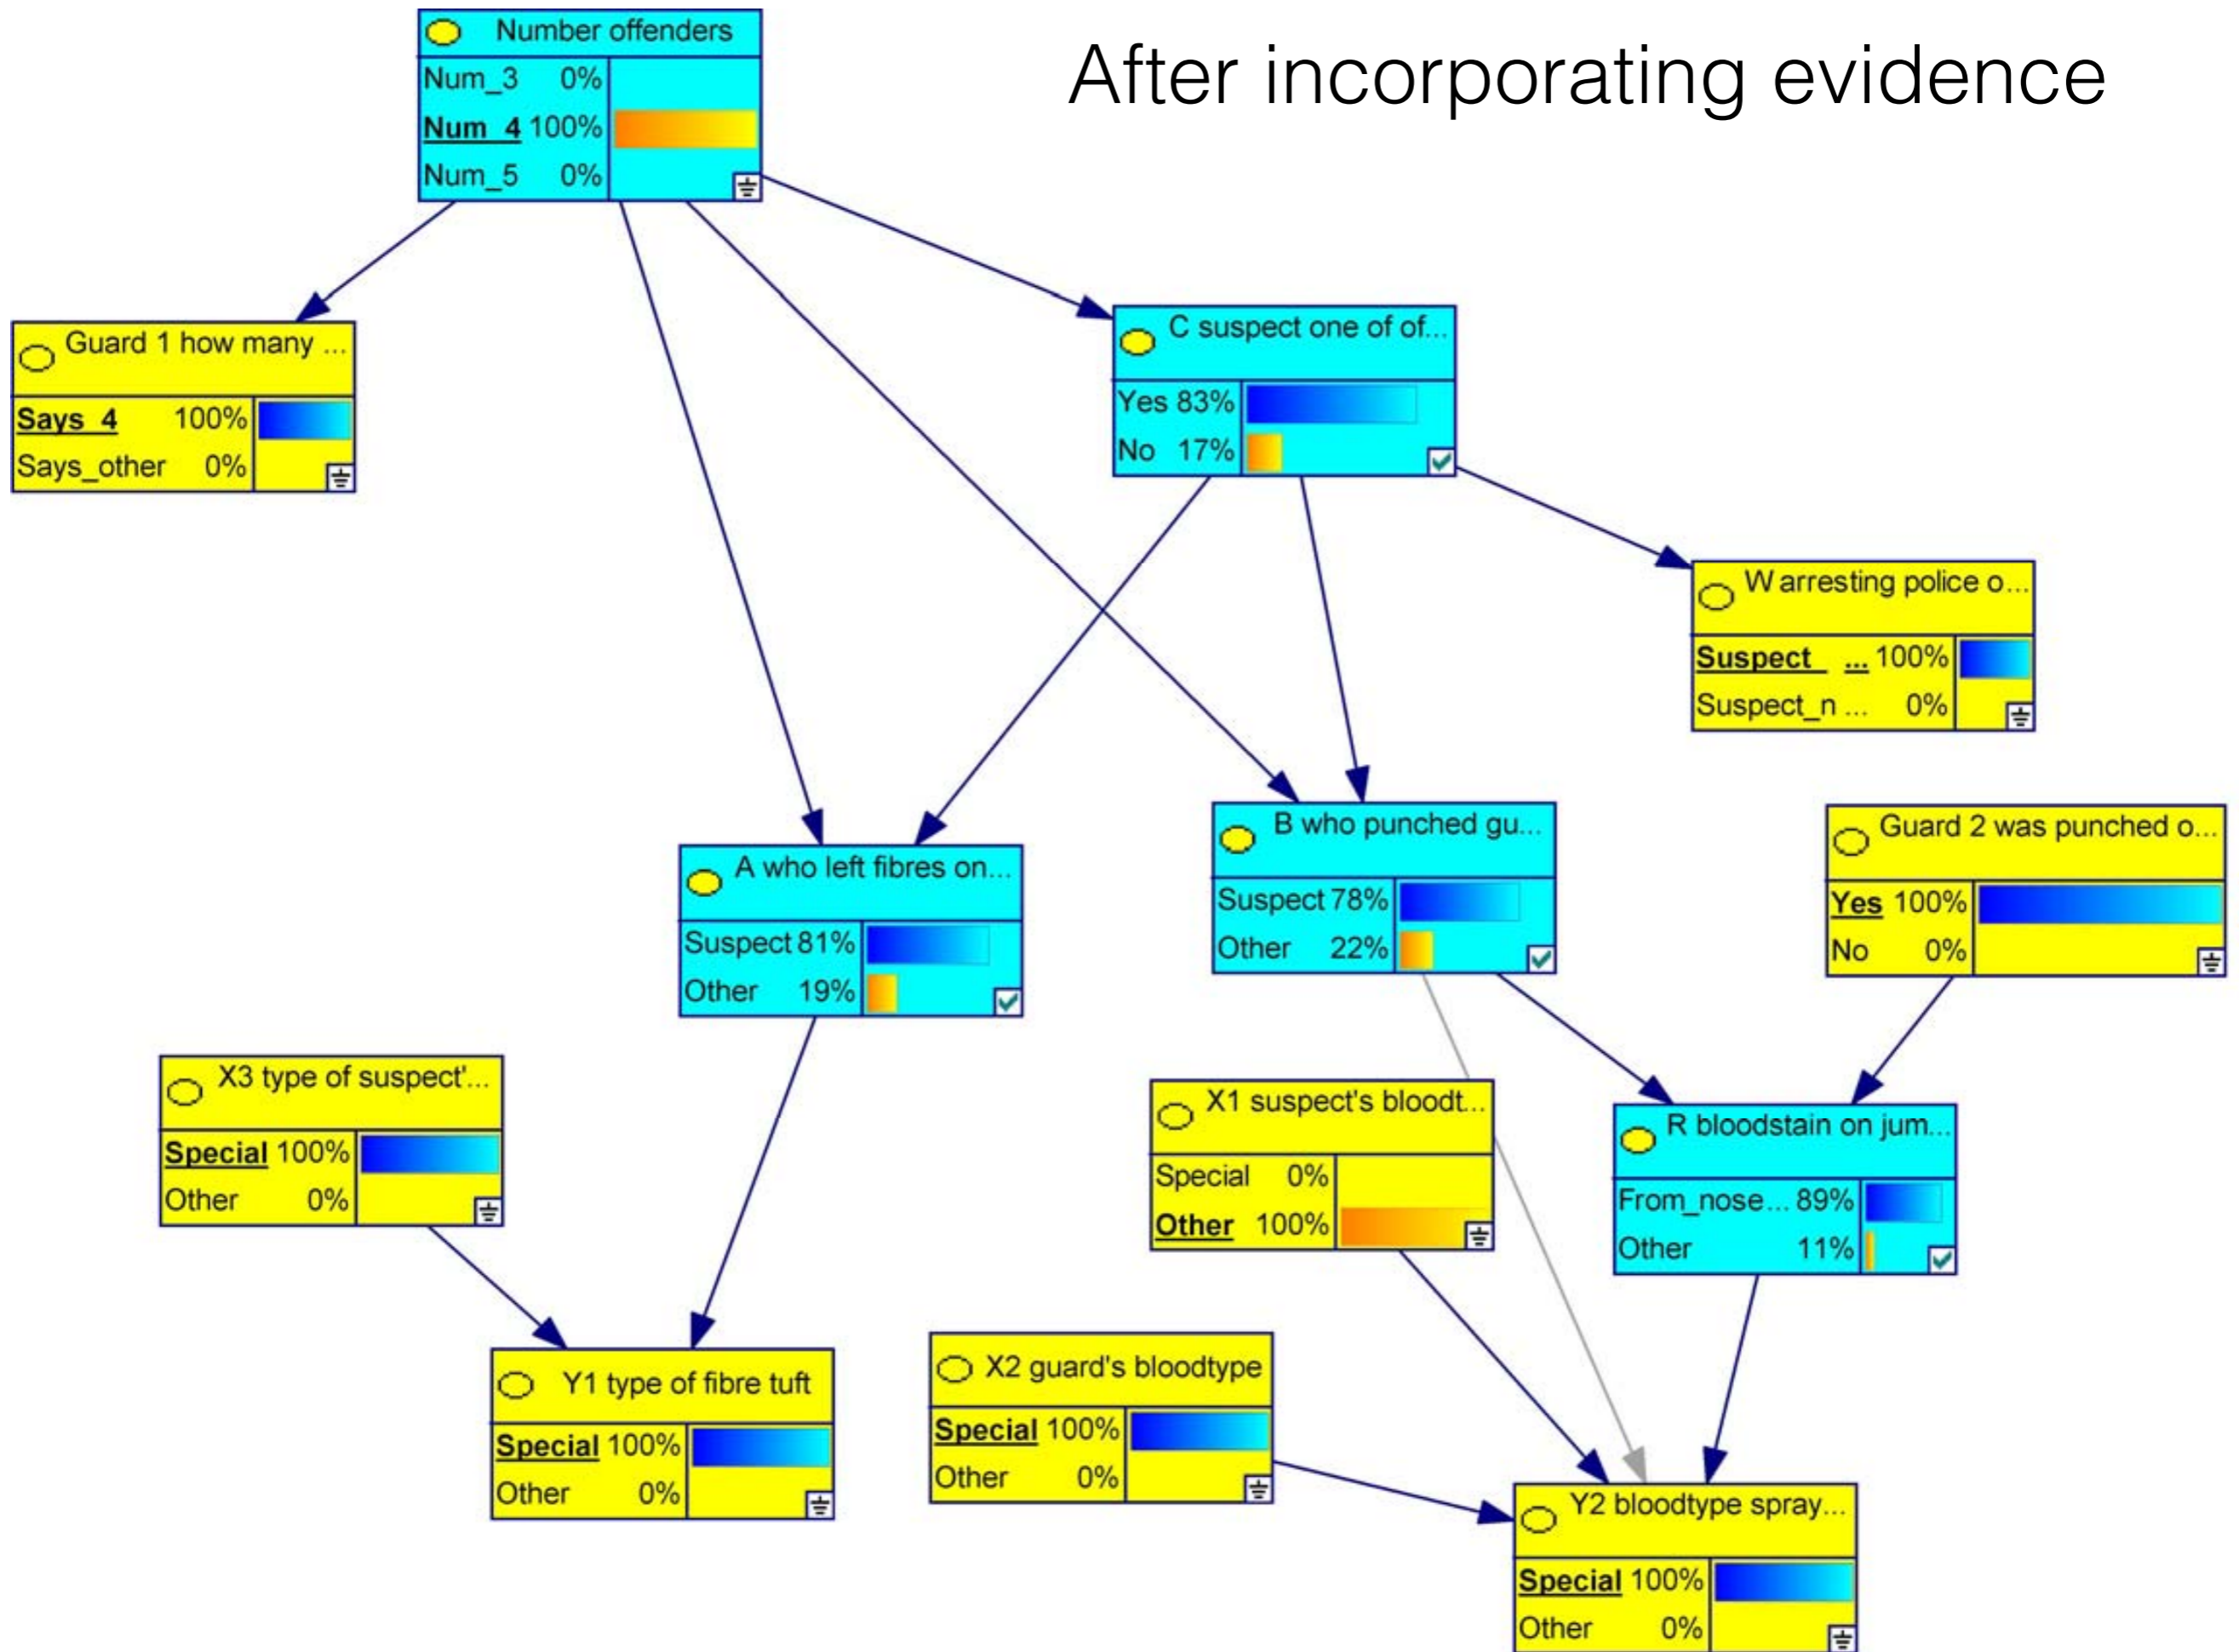 After incorporating evidence
Number offenders
Num_3 0%
Num_4 100%
Num_5 0%
Guard 1 how many ...
Says_4 100%
Says_other 0%
C suspect one of of...
Yes 83%
No 17%
W arresting police o...
Suspect_ ... 100%
Suspect_n ... 0%
A who left fibres on...
Suspect 81%
Other 19%
B who punched gu...
Suspect 78%
Other 22%
Guard 2 was punched o...
Yes 100%
No 0%
X3 type of suspect'...
Special 100%
Other 0%
X1 suspect's bloodt...
Special 0%
Other 100%
R bloodstain on jum...
From_nose... 89%
Other 11%
Y1 type of fibre tuft
Special 100%
Other 0%
X2 guard's bloodtype
Special 100%
Other 0%
Y2 bloodtype spray...
Special 100%
Other 0%